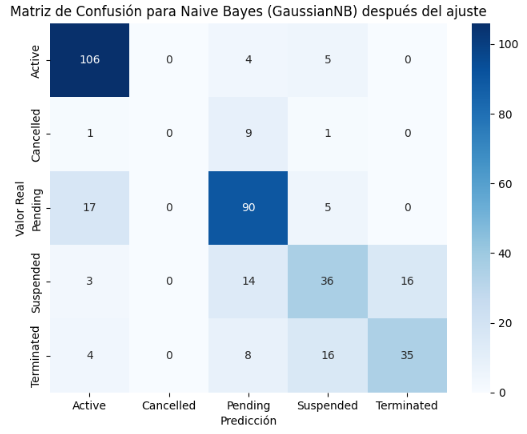 Matriz de Confusión para Naive Bayes (GaussianNB) después del ajuste
Valor Real
Active
106 0 4 5 0
Cancelled
1 0 9 1 0
Pending
17 0 90 5 0
Suspended
3 0 14 36 16
Terminated
4 0 8 16 35
Active Cancelled Pending Suspended Terminated
Predicción
100
80
60
40
20
0